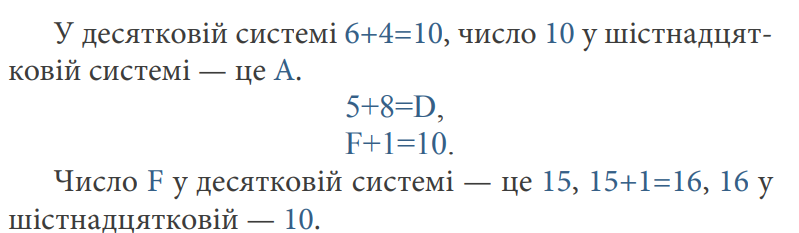 У десятковій системі 6+4=10, число 10 у шістнадцят-
ковій системі — це A.
5+8=D,
F+1=10.
Число F у десятковій системі — це 15, 15+1=16, 16 у
шістнадцятковій — 10.